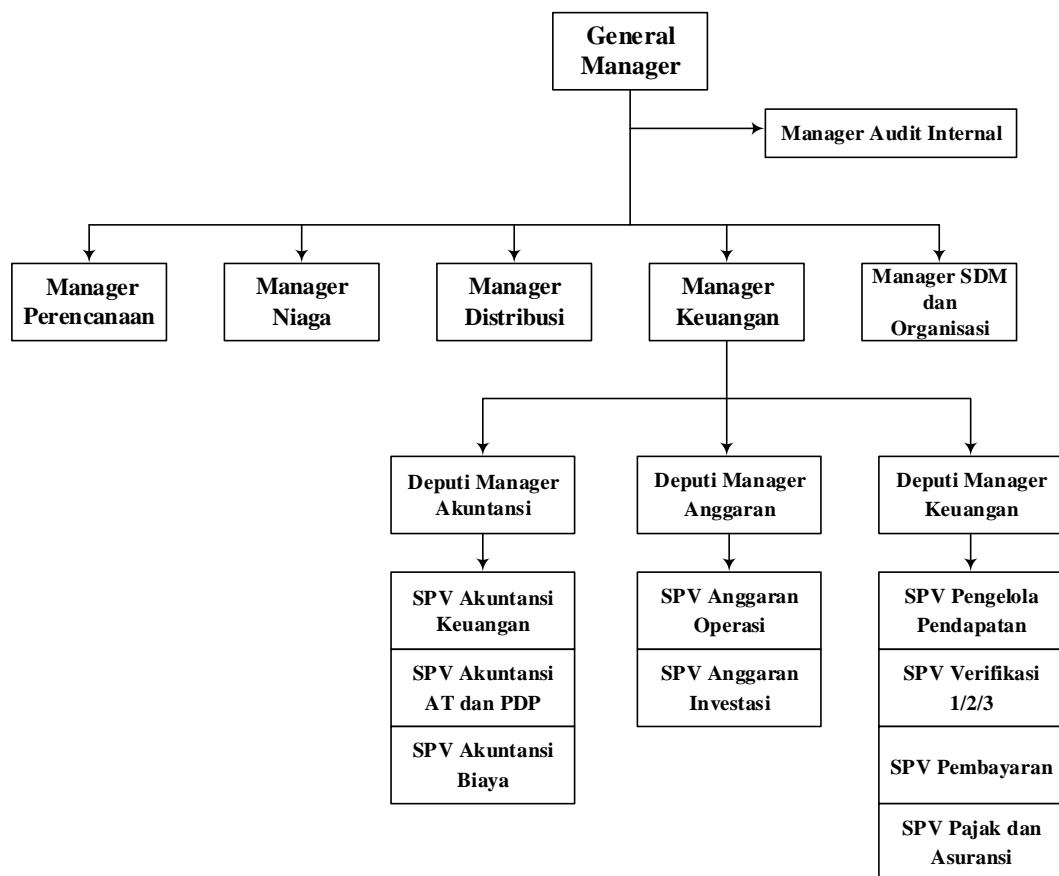 General
Manager
Manager Audit Internal
Manager
Perencanaan
Manager
Niaga
Manager
Distribusi
Manager
Keuangan
Manager SDM
dan
Organisasi
Deputi Manager
Akuntansi
Deputi Manager
Anggaran
Deputi Manager
Keuangan
SPV Akuntansi
Keuangan
SPV Akuntansi
AT dan PDP
SPV Akuntansi
Biaya
SPV Anggaran
Operasi
SPV Anggaran
Investasi
SPV Pengelola
Pendapatan
SPV Verifikasi
1/2/3
SPV Pembayaran
SPV Pajak dan
Asuransi